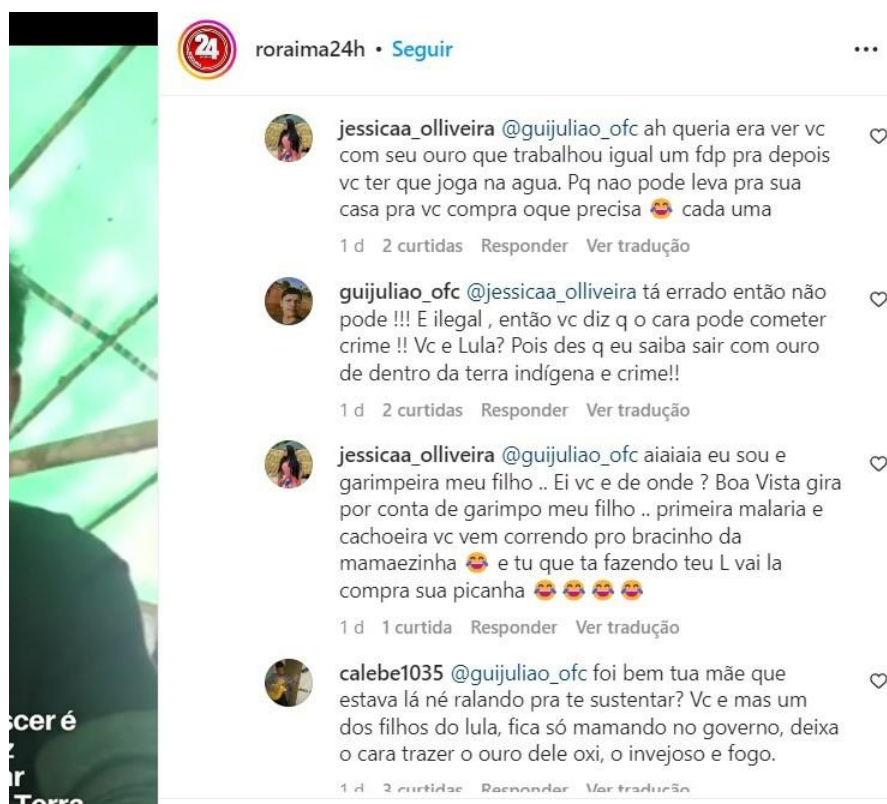 24
roraima24h • Seguir
jessicaa_olliveira @guijuliao_ofc ah queria era ver vc
com seu ouro que trabalhou igual um fdp pra depois
vc ter que joga na agua. Pq nao pode leva pra sua
casa pra vc compra oque precisa 😂 cada uma
1 d 2 curtidas Responder Ver tradução
guijuliao_ofc @jessicaa_olliveira tá errado então não
pode !!! E ilegal , então vc diz q o cara pode cometer
crime !! Vc e Lula? Pois des q eu saiba sair com ouro
de dentro da terra indígena e crime!!
1 d 2 curtidas Responder Ver tradução
jessicaa_olliveira @guijuliao_ofc aiaiaia eu sou e
garimpeira meu filho .. Ei vc e de onde ? Boa Vista gira
por conta de garimpo meu filho .. primeira malaria e
cachoeira vc vem correndo pro bracinho da
mamaezinha 😂 e tu que ta fazendo teu L vai la
compra sua picanha 😂 😂 😂 😂
1 d 1 curtida Responder Ver tradução
calebe1035 @guijuliao_ofc foi bem tua mãe que
estava lá né ralando pra te sustentar? Vc e mas um
dos filhos do lula, fica só mamando no governo, deixa
o cara trazer o ouro dele oxi, o invejoso e fogo.
1 d 3 curtidas Responder Ver tradução
scer é
z
ar
Terra